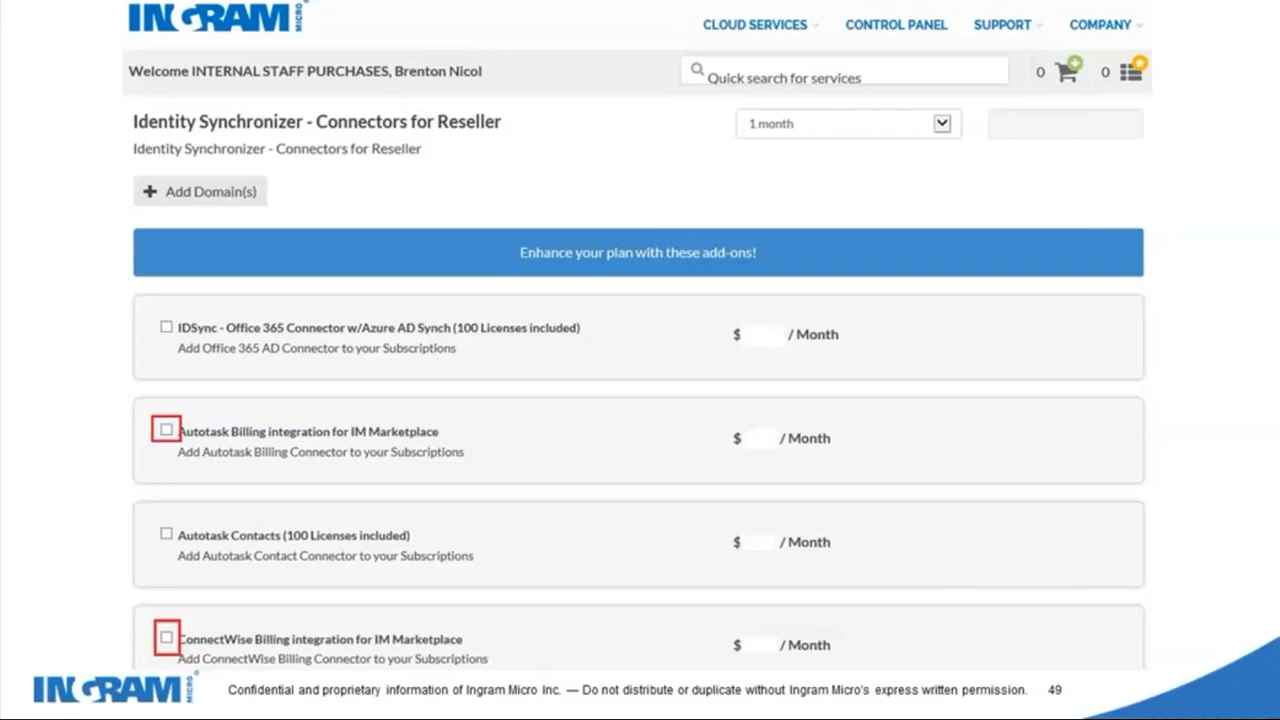 INGRAM MICRO
CLOUD SERVICES CONTROL PANEL SUPPORT COMPANY
Welcome INTERNAL STAFF PURCHASES, Brenton Nicol
Quick search for services
0 0
Identity Synchronizer - Connectors for Reseller
1 month
Identity Synchronizer - Connectors for Reseller
+ Add Domain(s)
Enhance your plan with these add-ons!
IDSync - Office 365 Connector w/Azure AD Synch (100 Licenses included)
$ / Month
Add Office 365 AD Connector to your Subscriptions
Autotask Billing integration for IM Marketplace
$ / Month
Add Autotask Billing Connector to your Subscriptions
Autotask Contacts (100 Licenses included)
$ / Month
Add Autotask Contact Connector to your Subscriptions
ConnectWise Billing integration for IM Marketplace
$ / Month
Add ConnectWise Billing Connector to your Subscriptions
INGRAM MICRO®
Confidential and proprietary information of Ingram Micro Inc. — Do not distribute or duplicate without Ingram Micro's express written permission. 49